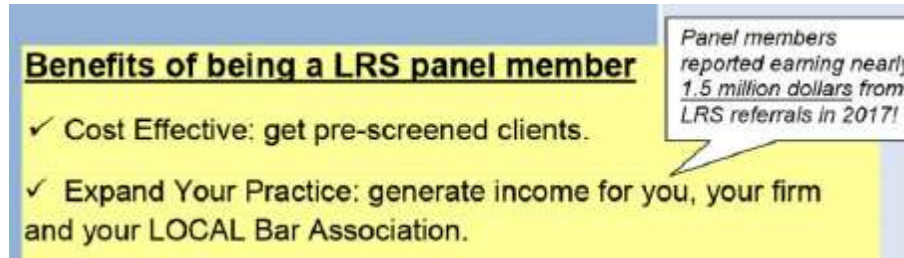 Benefits of being a LRS panel member
✓ Cost Effective: get pre-screened clients.
✓ Expand Your Practice: generate income for you, your firm
and your LOCAL Bar Association.
Panel members
reported earning nearly
1.5 million dollars from
LRS referrals in 2017!